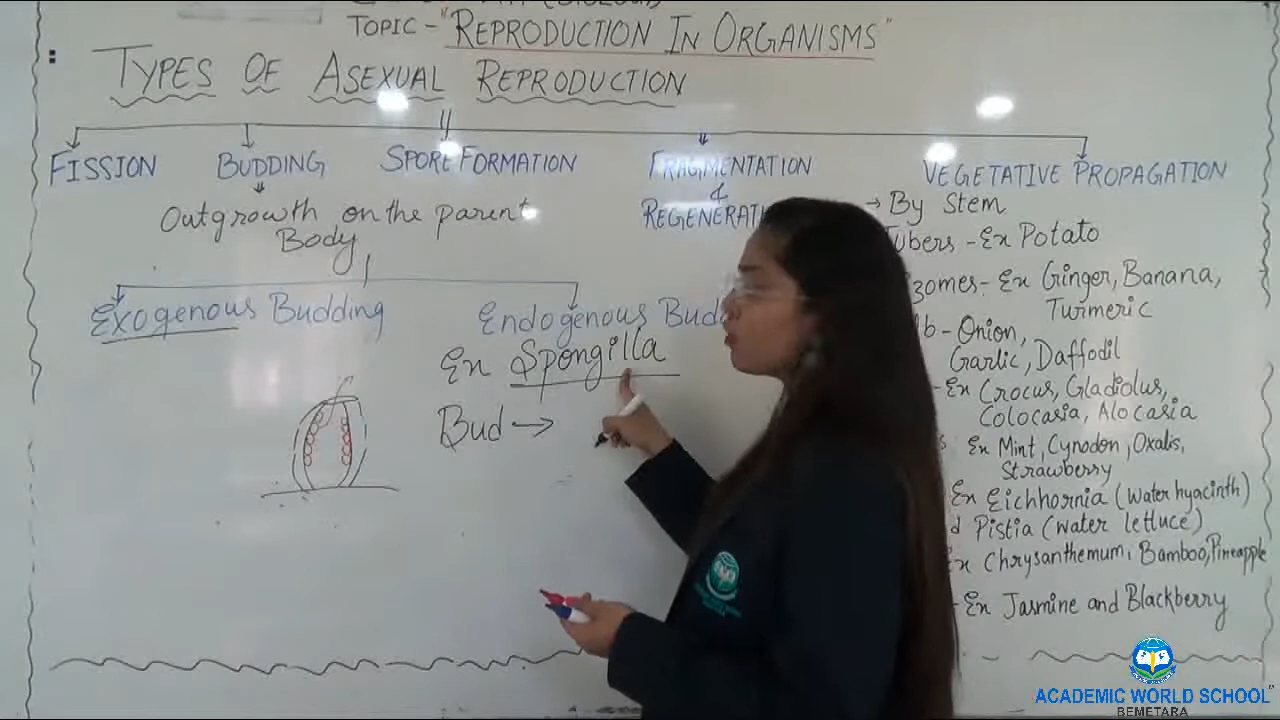 TOPIC - "REPRODUCTION IN ORGANISMS"
TYPES OF ASEXUAL REPRODUCTION
FISSION
BUDDING
SPORE FORMATION
FRAGMENTATION
&
VEGETATIVE PROPAGATION
Outgrowth on the parent
Body
Exogenous Budding
Endogenous
Ex Spongilla
Bud →
→ By Stem
Tubers - Ex Potato
Ex Ginger, Banana,
Turmeric
Onion,
Garlic, Daffodil
- Ex Crocus, Gladiolus,
Colocasia, Alocasia
Ex Mint, Cynodon, Oxalis,
Strawberry
Ex Eichhornia (water hyacinth)
Pistia (water lettuce)
Ex Chrysanthemum, Bamboo, Pineapple
- Ex Jasmine and Blackberry
ACADEMIC WORLD SCHOOL"
BEMETARA